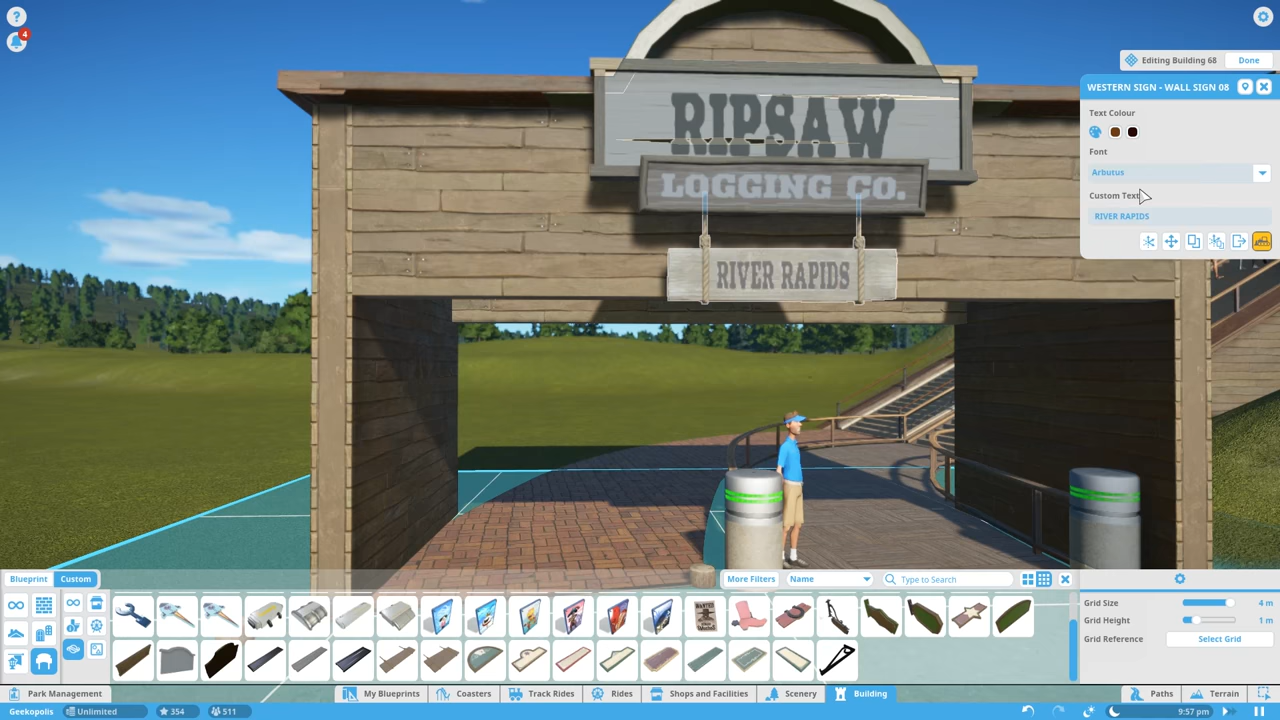 ?
4
RIPSAW
LOGGING CO.
RIVER RAPIDS
Editing Building 68
Done
WESTERN SIGN - WALL SIGN 08
Text Colour
Font
Arbutus
Custom Text
RIVER RAPIDS
Blueprint
Custom
More Filters
Name
Type to Search
WANTED
Grid Size
4 m
Grid Height
1 m
Grid Reference
Select Grid
Park Management
My Blueprints
Coasters
Track Rides
Rides
Shops and Facilities
Scenery
Building
Paths
Terrain
Geekopolis
Unlimited
354
511
9:57 pm